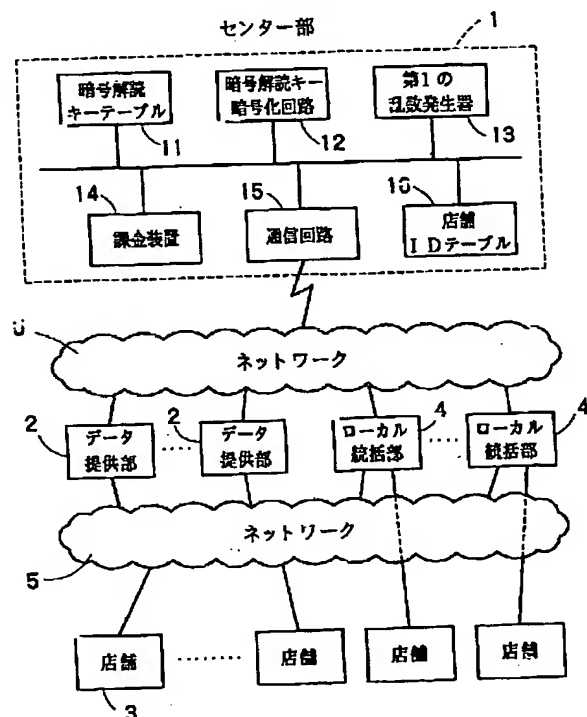 センター部
1
暗号解読
キーテーブル
11
暗号解読キー
暗号化回路
12
第1の
乱数発生器
13
14
課金装置
15
通信回路
16
店舗
IDテーブル
ネットワーク
2
データ
提供部
2
データ
提供部
4
ローカル
統括部
4
ローカル
統括部
ネットワーク
5
店舗
3
店舗
店舗
店舗